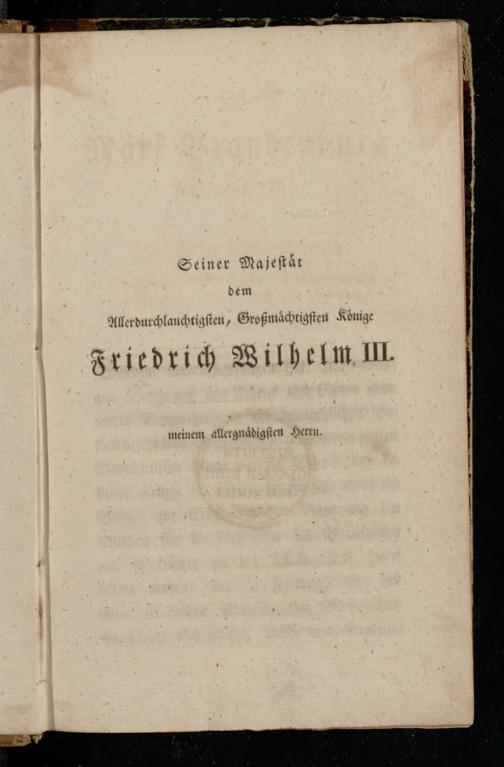 Seiner Majestät
dem
Allerdurchlauchtigsten, Großmächtigsten Könige
Friedrich Wilhelm III.
meinem allergnädigsten Herrn.